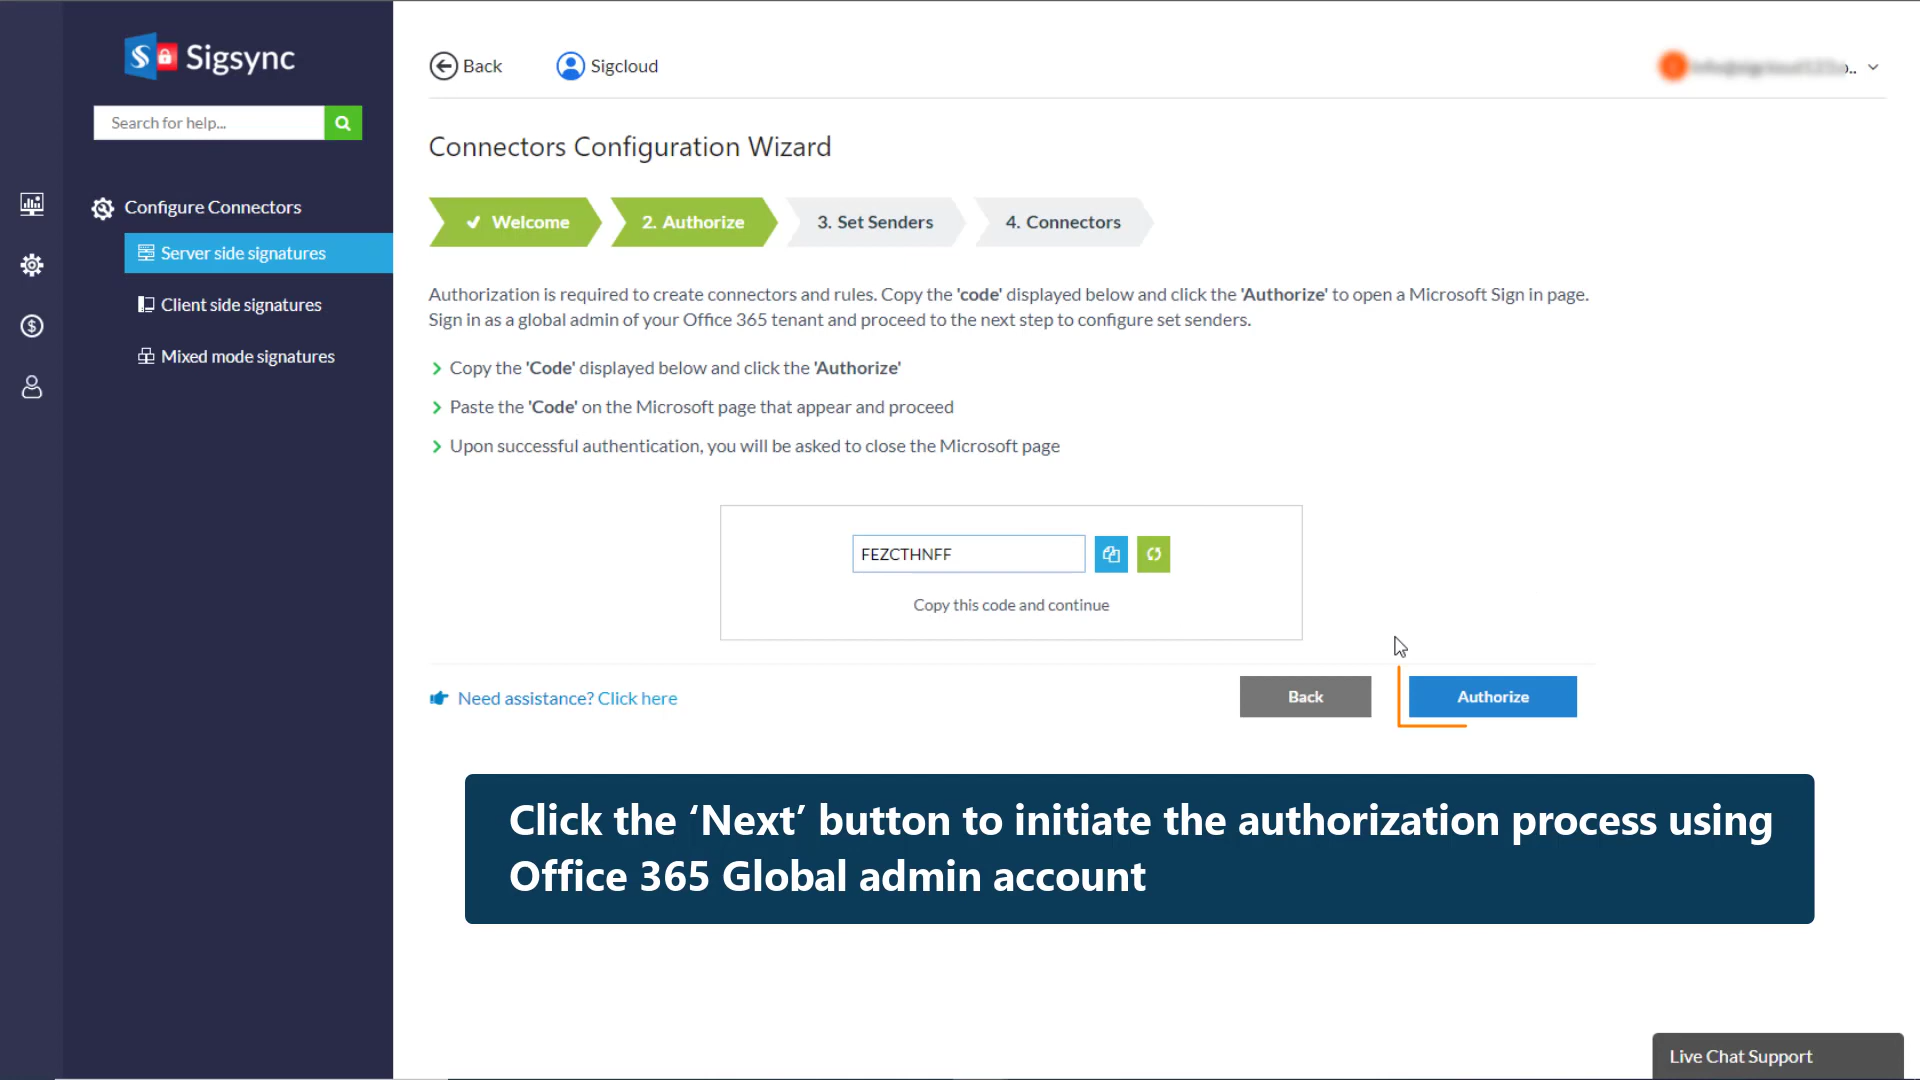 Sigsync
Search for help...
Configure Connectors
Server side signatures
Client side signatures
Mixed mode signatures
Back
Sigcloud
Connectors Configuration Wizard
Welcome
2. Authorize
3. Set Senders
4. Connectors
Authorization is required to create connectors and rules. Copy the 'code' displayed below and click the 'Authorize' to open a Microsoft Sign in page.
Sign in as a global admin of your Office 365 tenant and proceed to the next step to configure set senders.
Copy the 'Code' displayed below and click the 'Authorize'
Paste the 'Code' on the Microsoft page that appear and proceed
Upon successful authentication, you will be asked to close the Microsoft page
FEZCTHNFF
Copy this code and continue
Need assistance? Click here
Back
Authorize
Click the ‘Next’ button to initiate the authorization process using
Office 365 Global admin account
Live Chat Support